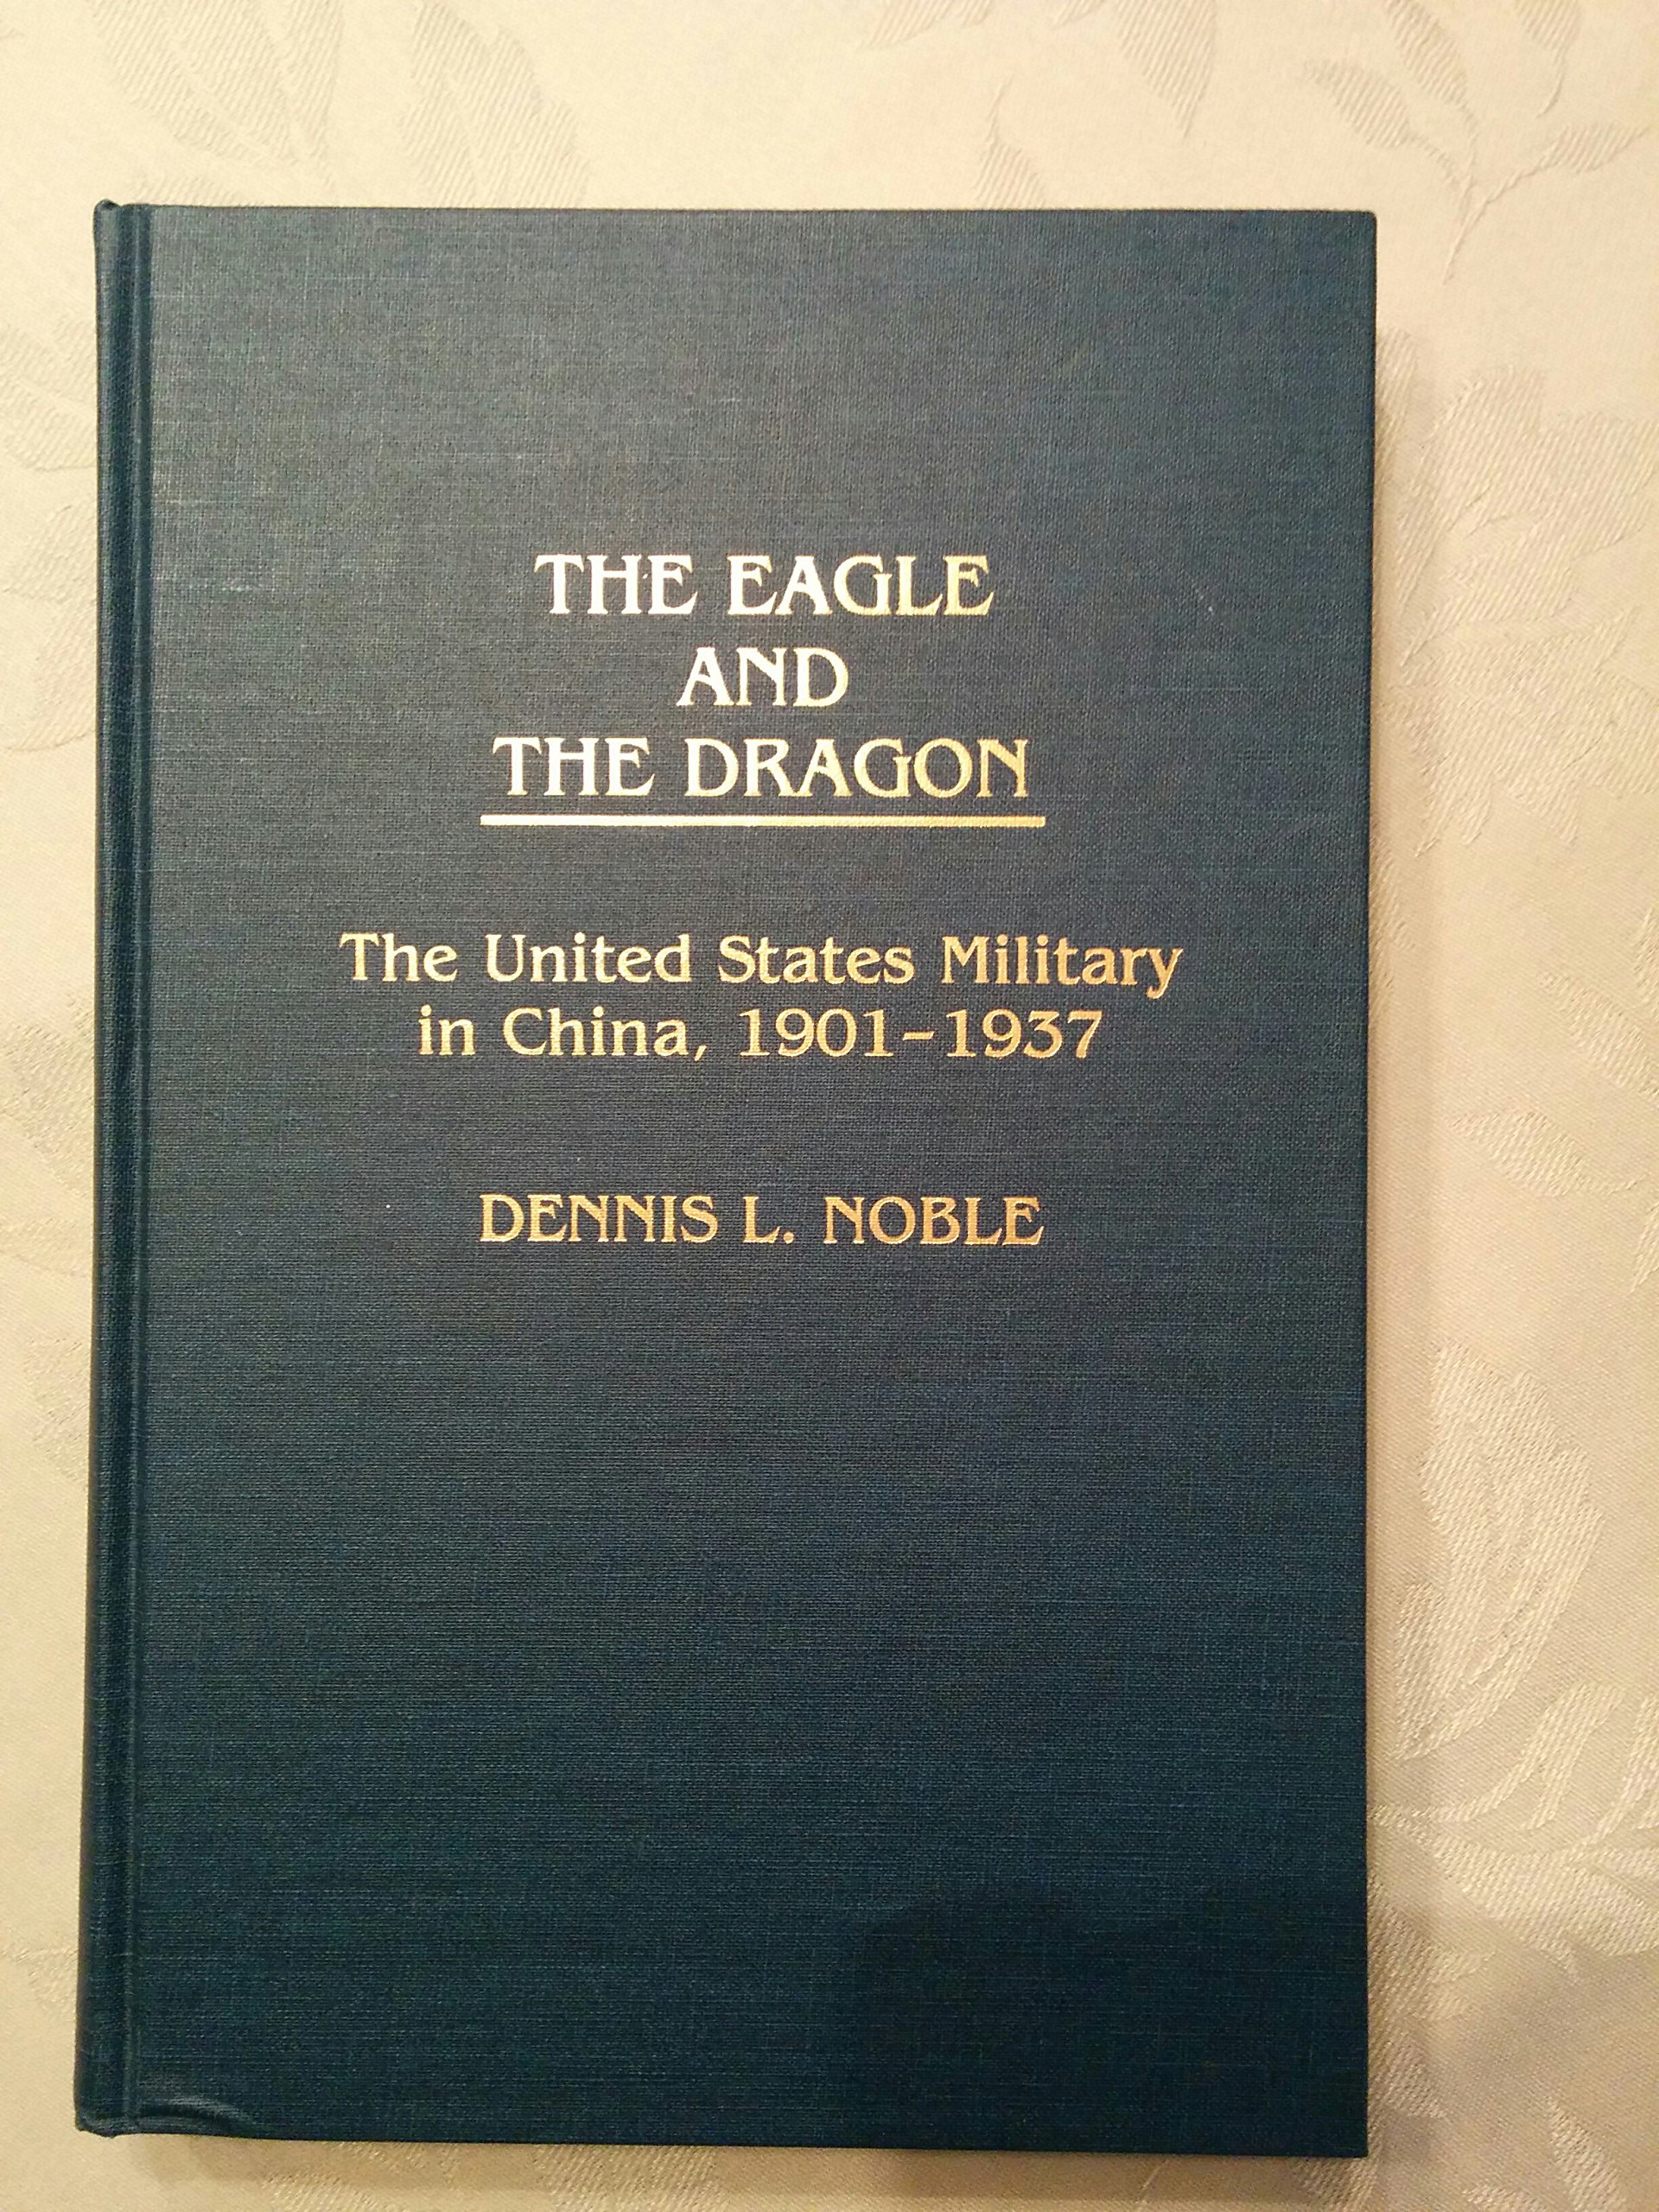 THE EAGLE
AND
THE DRAGON
The United States Military
in China, 1901-1937
DENNIS L. NOBLE